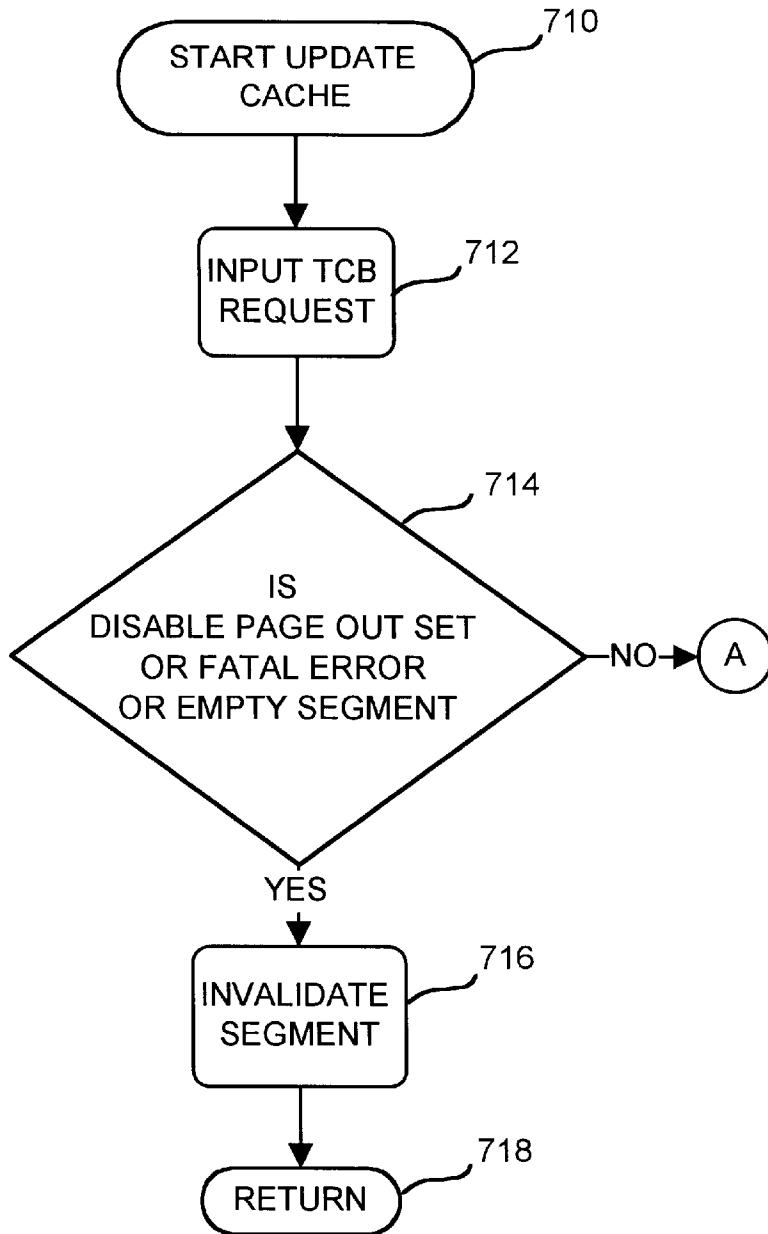 710
START UPDATE
CACHE
712
INPUT TCB
REQUEST
714
IS
DISABLE PAGE OUT SET
OR FATAL ERROR
OR EMPTY SEGMENT
NO
A
YES
716
INVALIDATE
SEGMENT
718
RETURN